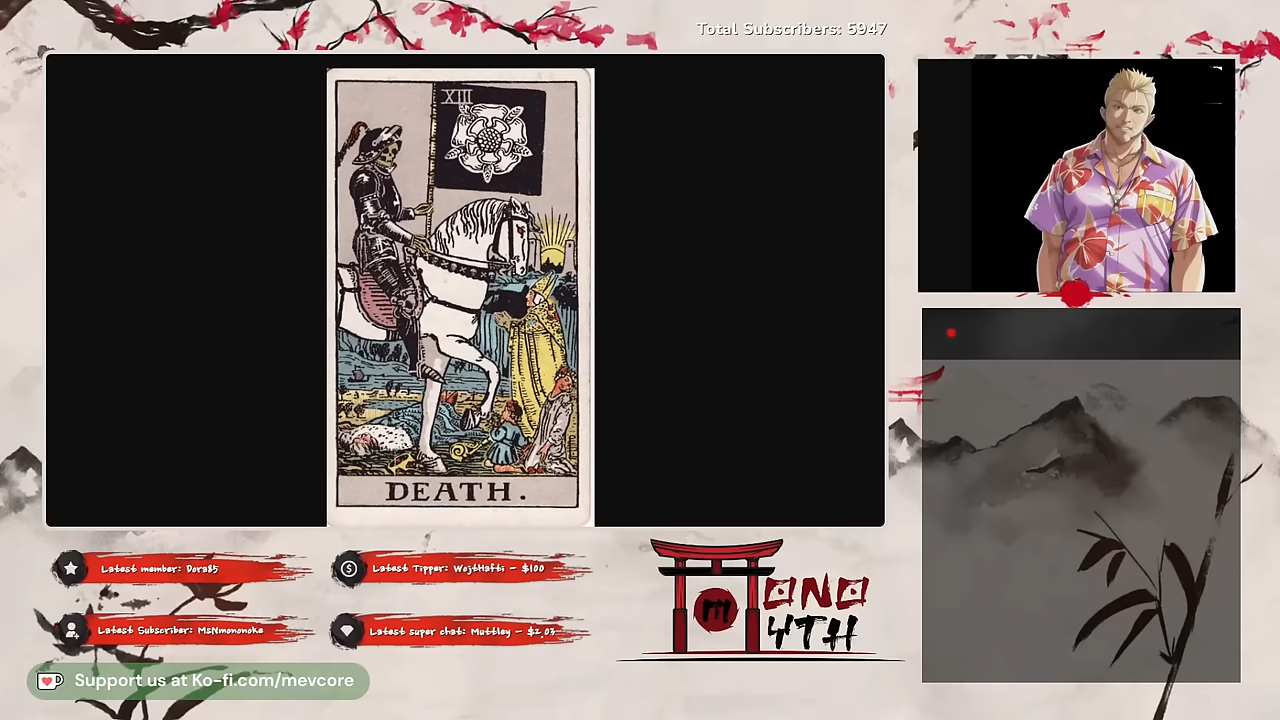 Total Subscribers: 5947
XIII
DEATH.
Latest member: Dora85
Latest Tipper: WojtHafti - $100
Latest Subscriber: MsNmononoke
Latest super chat: Muttley - $2.03
m
ONO
4TH
Support us at Ko-fi.com/mevcore